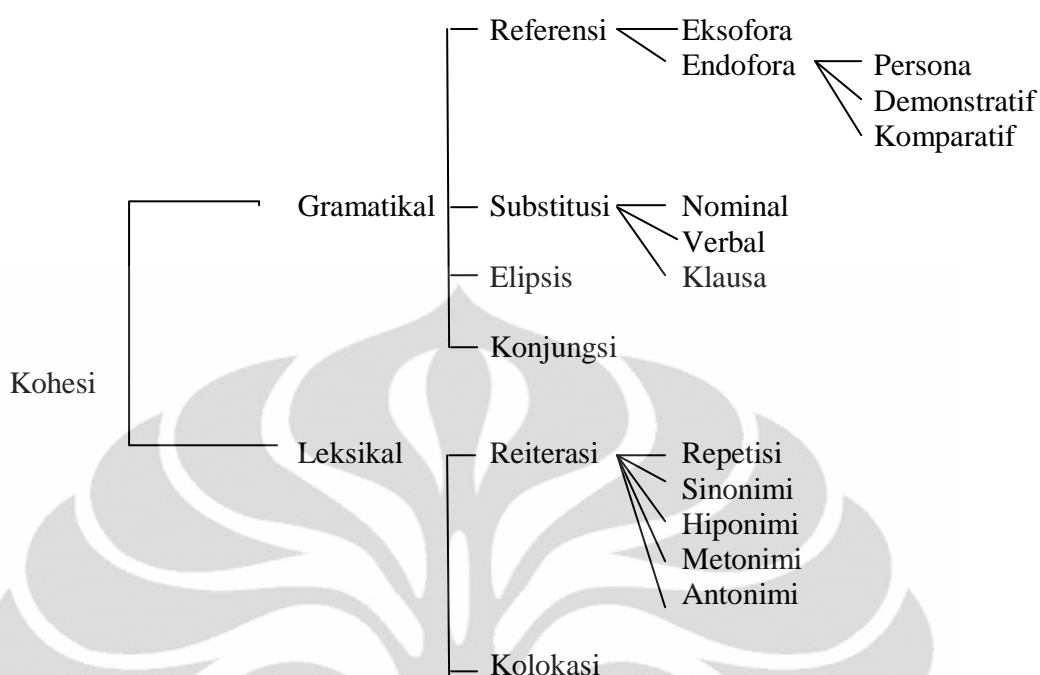 Referensi Eksofora
Endofora Persona
Demonstratif
Komparatif
Gramatikal Substitusi Nominal
Verbal
Elipsis Klausa
Konjungsi
Kohesi
Leksikal Reiterasi Repetisi
Sinonimi
Hiponimi
Metonimi
Antonimi
Kolokasi